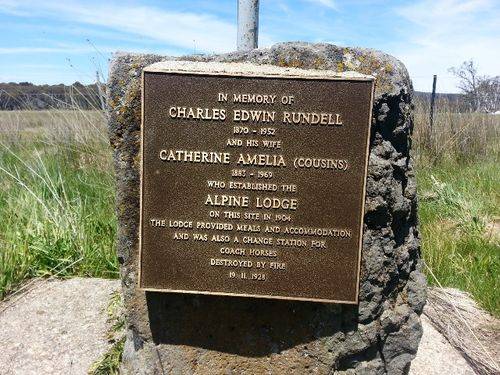 IN MEMORY OF
CHARLES EDWIN RUNDELL
1870 - 1952
AND HIS WIFE
CATHERINE AMELIA (COUSINS)
1883 - 1969
WHO ESTABLISHED THE
ALPINE LODGE
ON THIS SITE IN 1904
THE LODGE PROVIDED MEALS AND ACCOMMODATION
AND WAS ALSO A CHANGE STATION FOR
COACH HORSES
DESTROYED BY FIRE
19.11.1928